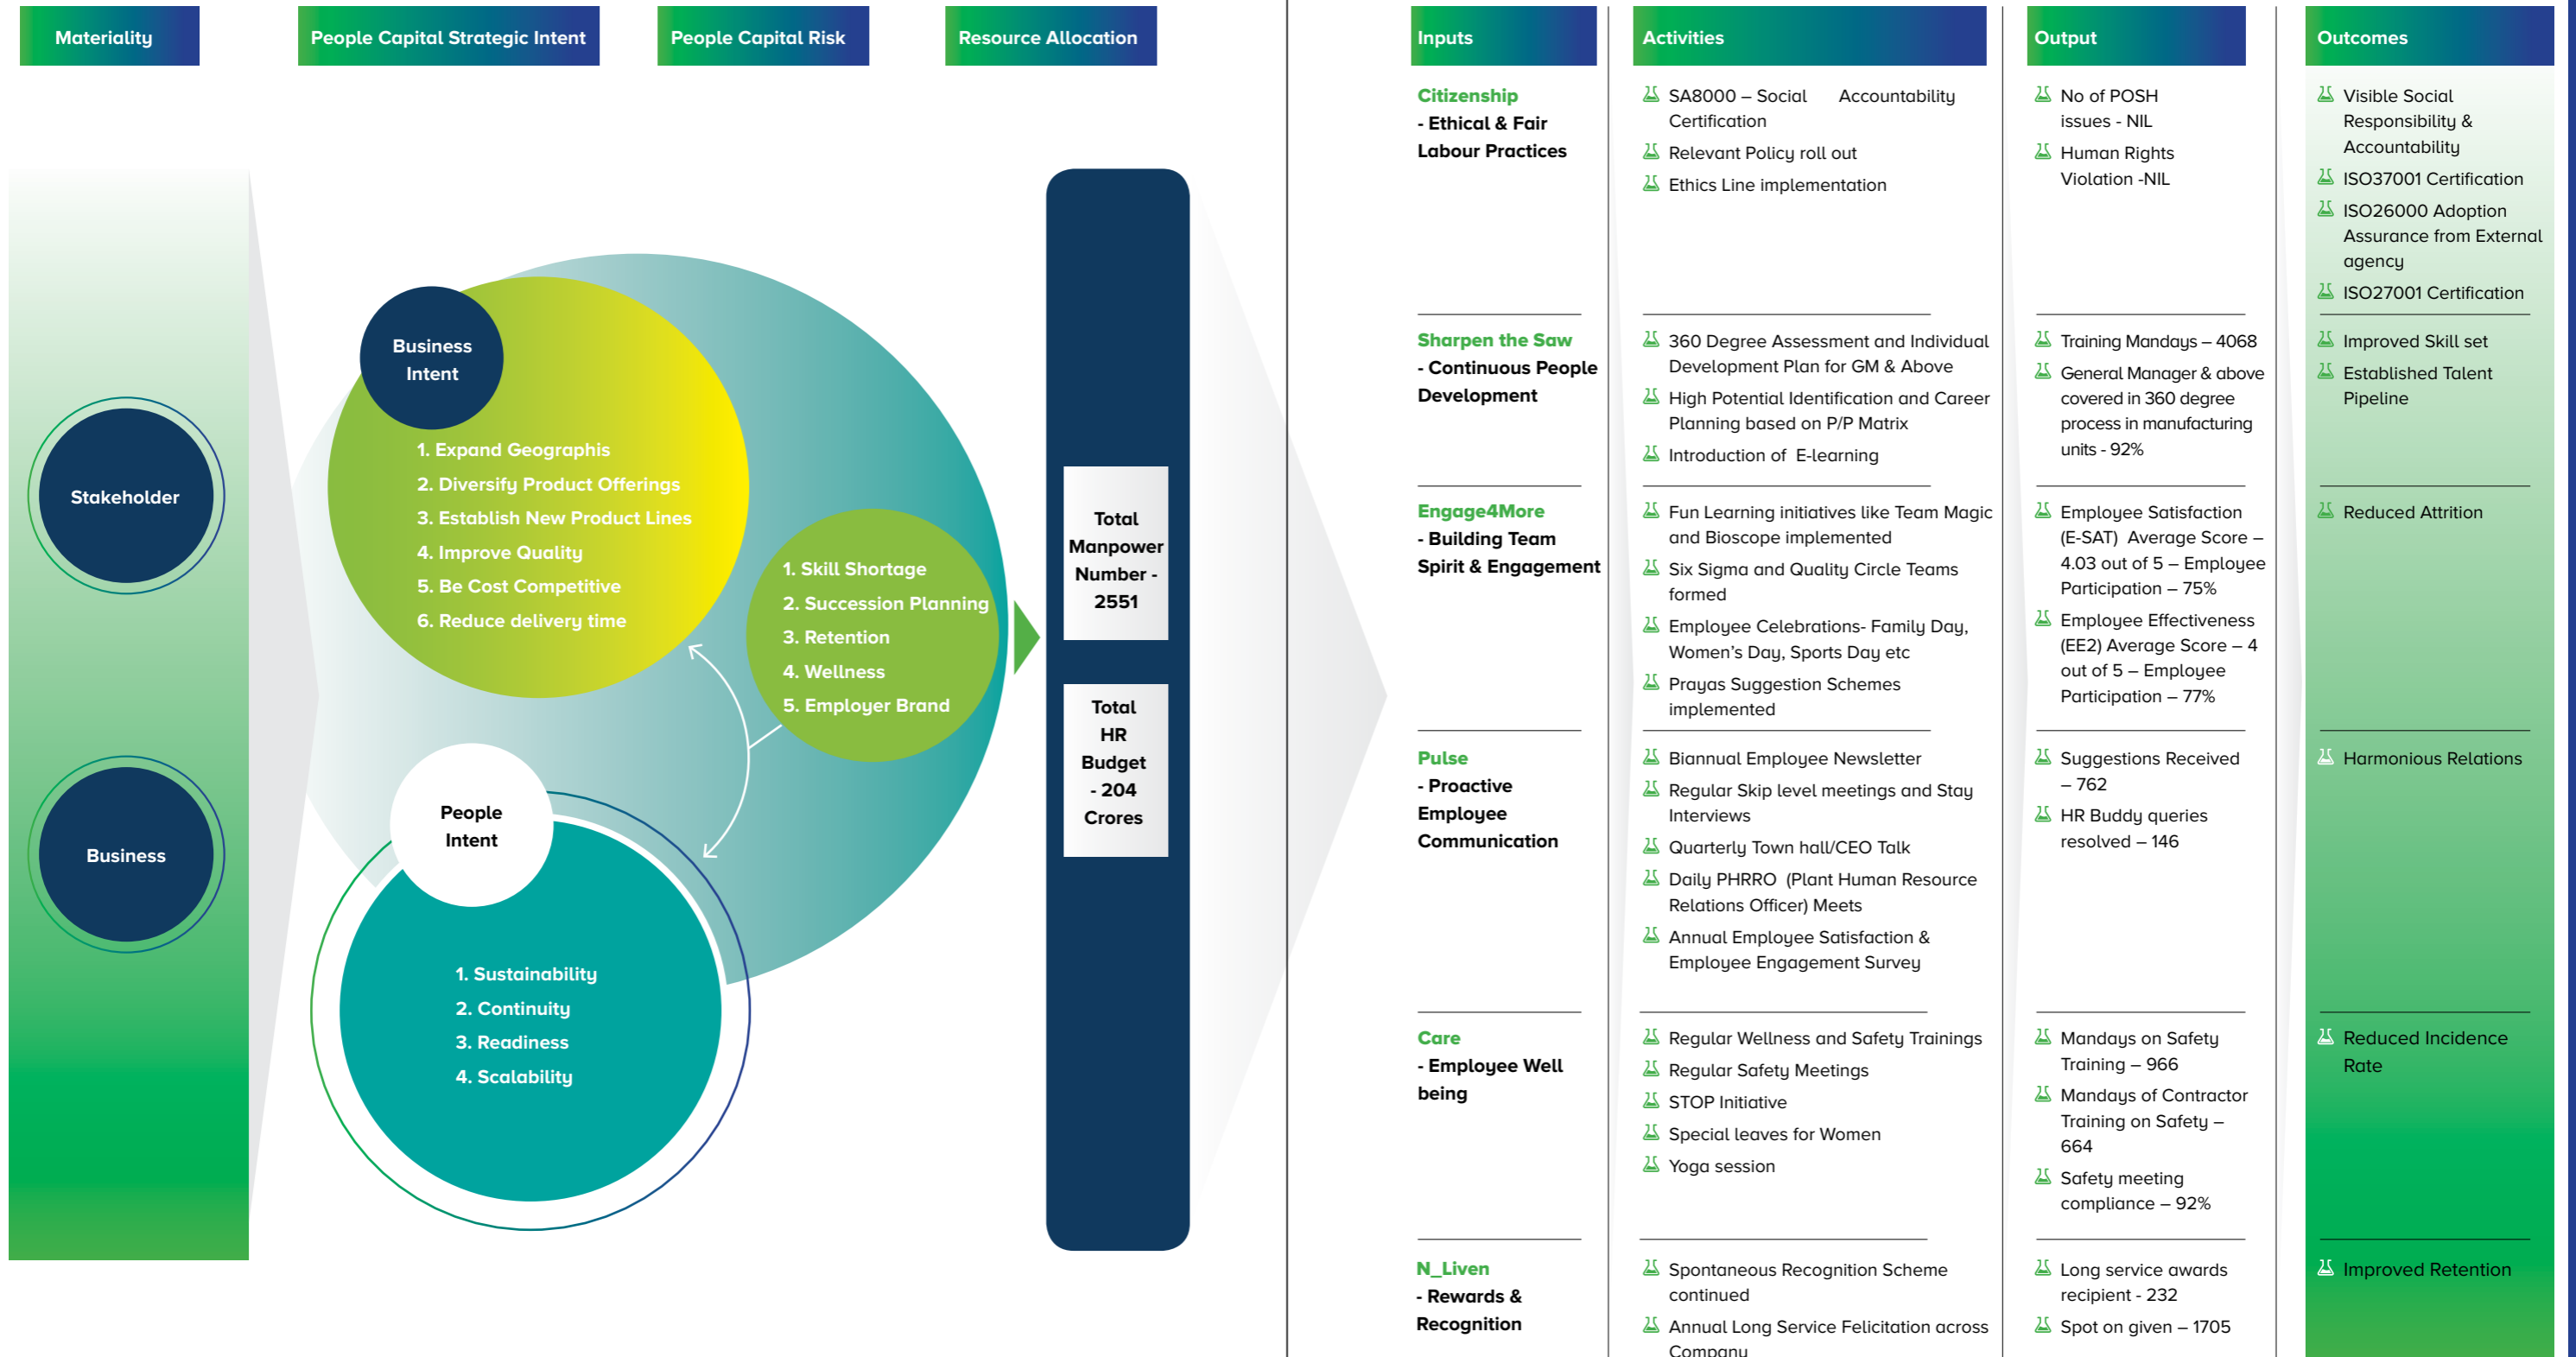 Materiality
People Capital Strategic Intent
People Capital Risk
Resource Allocation
Stakeholder
Business
Business
Intent
1. Expand Geographis
2. Diversify Product Offerings
3. Establish New Product Lines
4. Improve Quality
5. Be Cost Competitive
6. Reduce delivery time
People
Intent
1. Sustainability
2. Continuity
3. Readiness
4. Scalability
1. Skill Shortage
2. Succession Planning
3. Retention
4. Wellness
5. Employer Brand
Total
Manpower
Number -
2551
Total
HR
Budget
- 204
Crores
Inputs
Activities
Output
Outcomes
Citizenship
- Ethical & Fair
Labour Practices
SA8000 – Social Accountability
Certification
Relevant Policy roll out
Ethics Line implementation
No of POSH
issues - NIL
Human Rights
Violation -NIL
Visible Social
Responsibility &
Accountability
ISO37001 Certification
ISO26000 Adoption
Assurance from External
agency
ISO27001 Certification
Sharpen the Saw
- Continuous People
Development
360 Degree Assessment and Individual
Development Plan for GM & Above
High Potential Identification and Career
Planning based on P/P Matrix
Introduction of E-learning
Training Mandays – 4068
General Manager & above
covered in 360 degree
process in manufacturing
units - 92%
Improved Skill set
Established Talent
Pipeline
Engage4More
- Building Team
Spirit & Engagement
Fun Learning initiatives like Team Magic
and Bioscope implemented
Six Sigma and Quality Circle Teams
formed
Employee Celebrations- Family Day,
Women's Day, Sports Day etc
Prayas Suggestion Schemes
implemented
Employee Satisfaction
(E-SAT) Average Score –
4.03 out of 5 – Employee
Participation – 75%
Employee Effectiveness
(EE2) Average Score – 4
out of 5 – Employee
Participation – 77%
Reduced Attrition
Pulse
- Proactive
Employee
Communication
Biannual Employee Newsletter
Regular Skip level meetings and Stay
Interviews
Quarterly Town hall/CEO Talk
Daily PHRRO (Plant Human Resource
Relations Officer) Meets
Annual Employee Satisfaction &
Employee Engagement Survey
Suggestions Received
– 762
HR Buddy queries
resolved – 146
Harmonious Relations
Care
- Employee Well
being
Regular Wellness and Safety Trainings
Regular Safety Meetings
STOP Initiative
Special leaves for Women
Yoga session
Mandays on Safety
Training – 966
Mandays of Contractor
Training on Safety –
664
Safety meeting
compliance – 92%
Reduced Incidence
Rate
N_Liven
- Rewards &
Recognition
Spontaneous Recognition Scheme
continued
Annual Long Service Felicitation across
Company
Long service awards
recipient - 232
Spot on given – 1705
Improved Retention